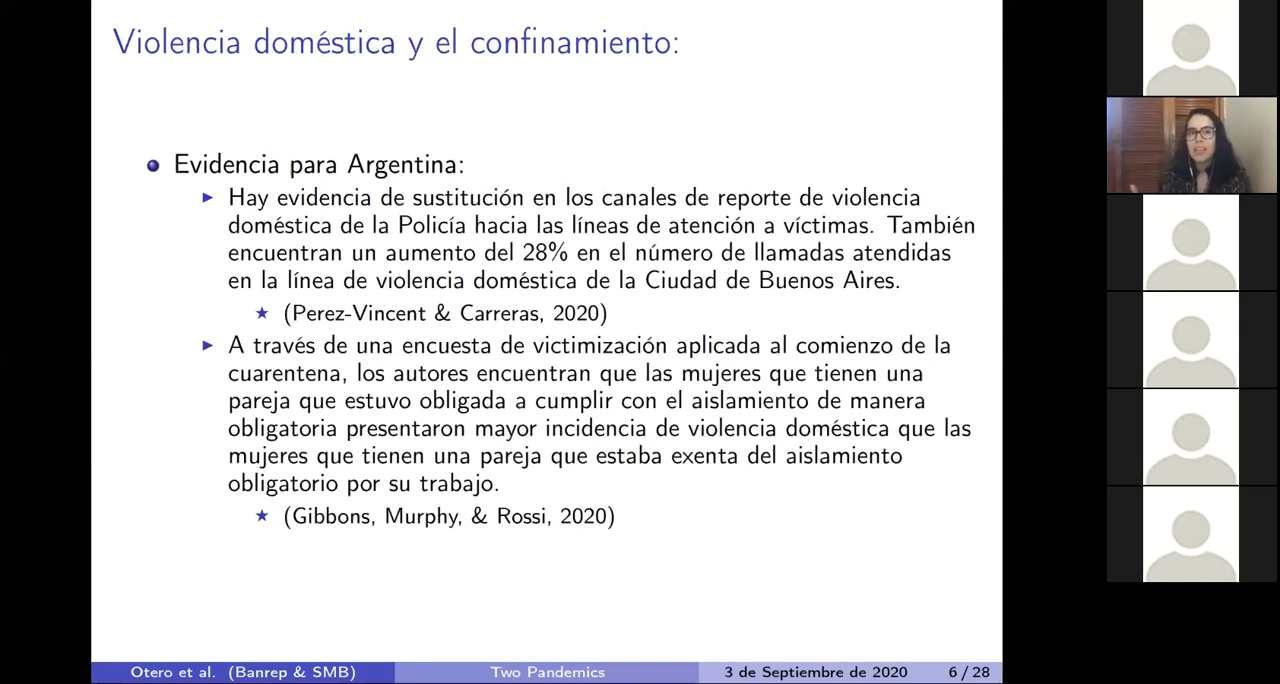 Violencia doméstica y el confinamiento:
Evidencia para Argentina:
Hay evidencia de sustitución en los canales de reporte de violencia
doméstica de la Policía hacia las líneas de atención a víctimas. También
encuentran un aumento del 28% en el número de llamadas atendidas
en la línea de violencia doméstica de la Ciudad de Buenos Aires.
(Perez-Vincent & Carreras, 2020)
A través de una encuesta de victimización aplicada al comienzo de la
cuarentena, los autores encuentran que las mujeres que tienen una
pareja que estuvo obligada a cumplir con el aislamiento de manera
obligatoria presentaron mayor incidencia de violencia doméstica que las
mujeres que tienen una pareja que estaba exenta del aislamiento
obligatorio por su trabajo.
(Gibbons, Murphy, & Rossi, 2020)
Otero et al. (Banrep & SMB) Two Pandemics 3 de Septiembre de 2020 6 / 28